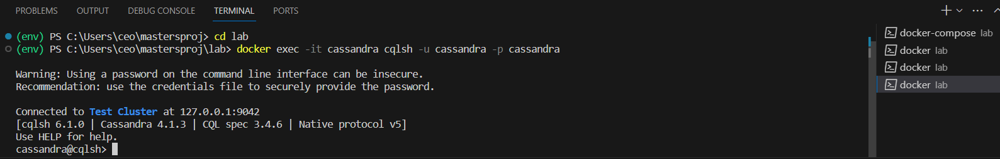 PROBLEMS OUTPUT DEBUG CONSOLE TERMINAL PORTS
(env) PS C:\Users\ceo\mastersproj> cd lab
(env) PS C:\Users\ceo\mastersproj\lab> docker exec -it cassandra cqlsh -u cassandra -p cassandra
Warning: Using a password on the command line interface can be insecure.
Recommendation: use the credentials file to securely provide the password.
Connected to Test Cluster at 127.0.0.1:9042
[cqlsh 6.1.0 | Cassandra 4.1.3 | CQL spec 3.4.6 | Native protocol v5]
Use HELP for help.
cassandra@cqlsh>
docker-compose lab
docker lab
docker lab
docker lab